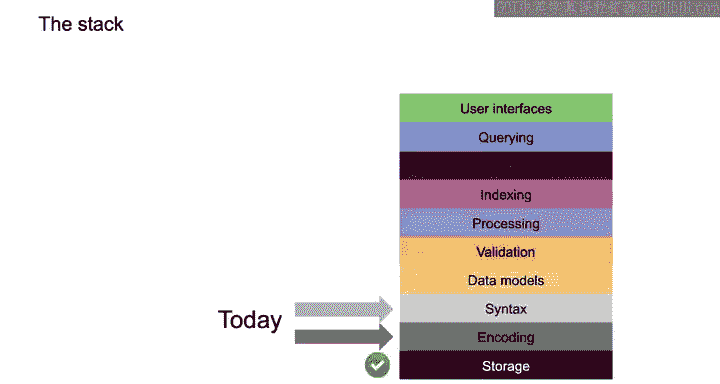 The stack
User interfaces
Querying
Indexing
Processing
Validation
Data models
Syntax
Today
Encoding
Storage